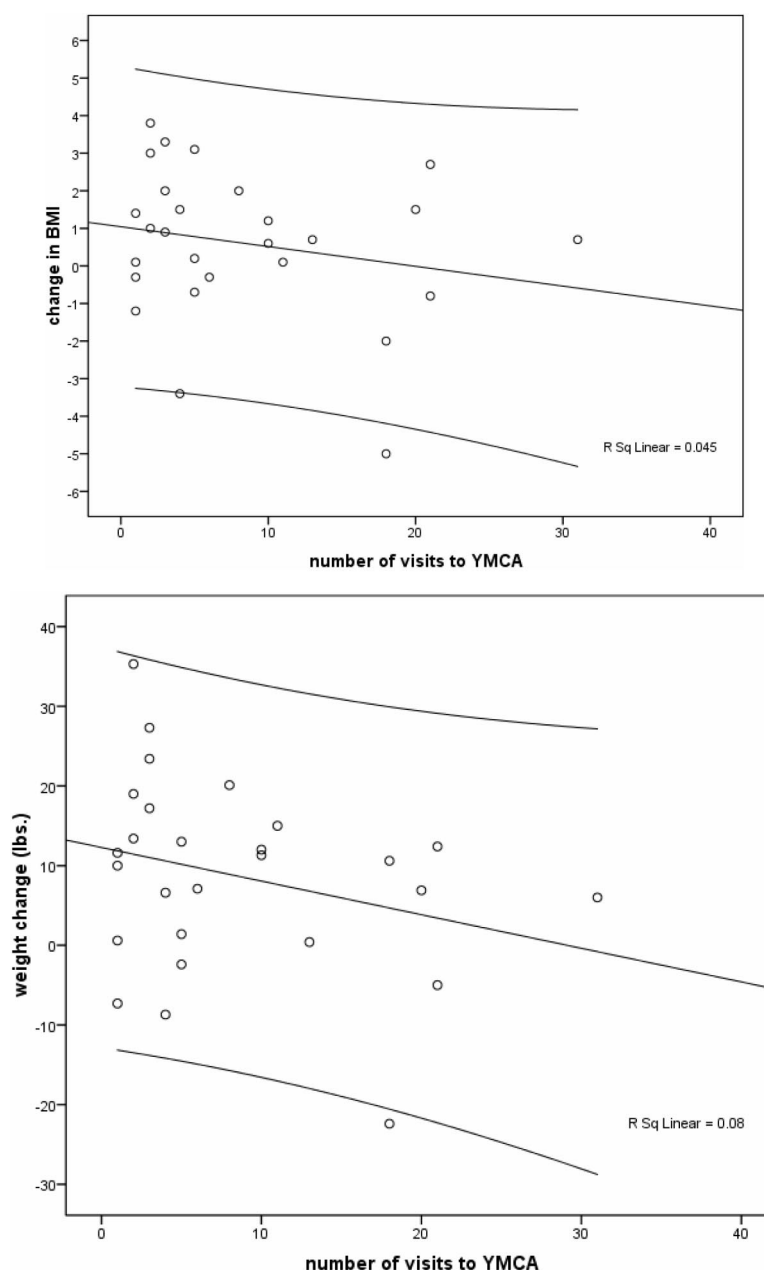 6
5
4
3
2
1
0
-1
-2
-3
-4
-5
-6
change in BMI
R Sq Linear = 0.045
0 10 20 30 40
number of visits to YMCA
40
30
20
10
0
-10
-20
-30
weight change (lbs.)
R Sq Linear = 0.08
0 10 20 30 40
number of visits to YMCA